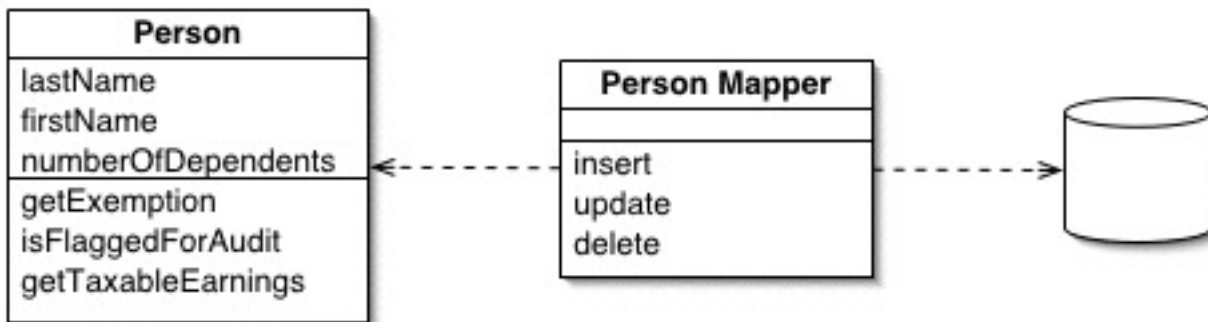 Person
lastName
firstName
numberOfDependents
getExemption
isFlaggedForAudit
getTaxableEarnings
Person Mapper
insert
update
delete